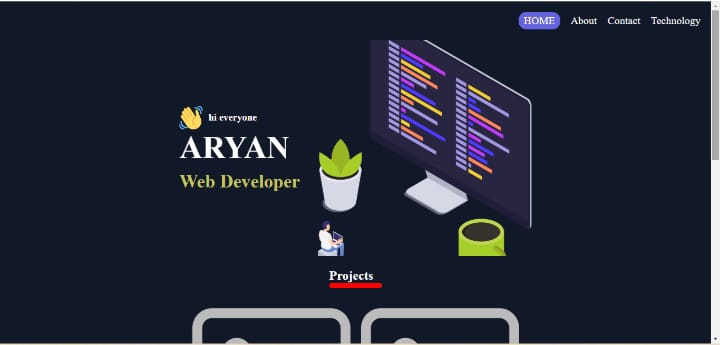 HOME About Contact Technology
hi everyone
ARYAN
Web Developer
Projects